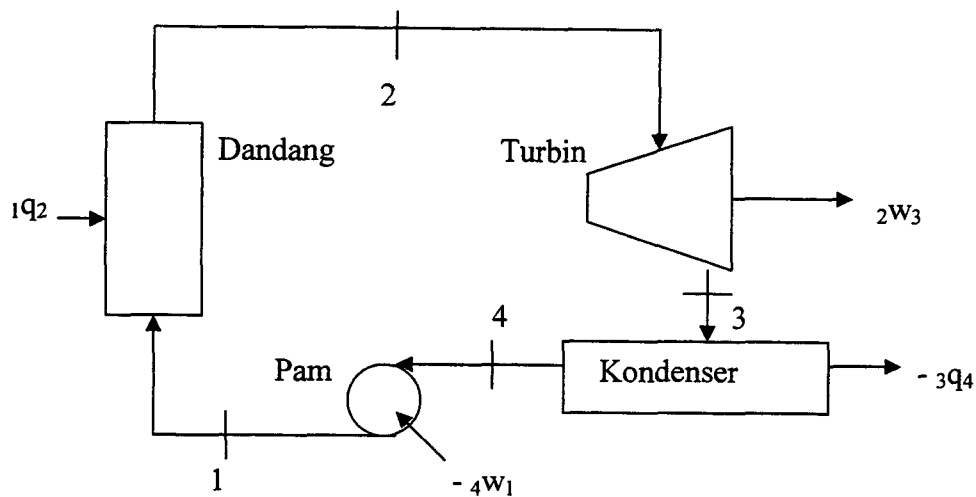 2
Dandang
Turbin
₁q₂
₂w₃
4
3
Pam
Kondenser
- ₃q₄
1
- ₄w₁